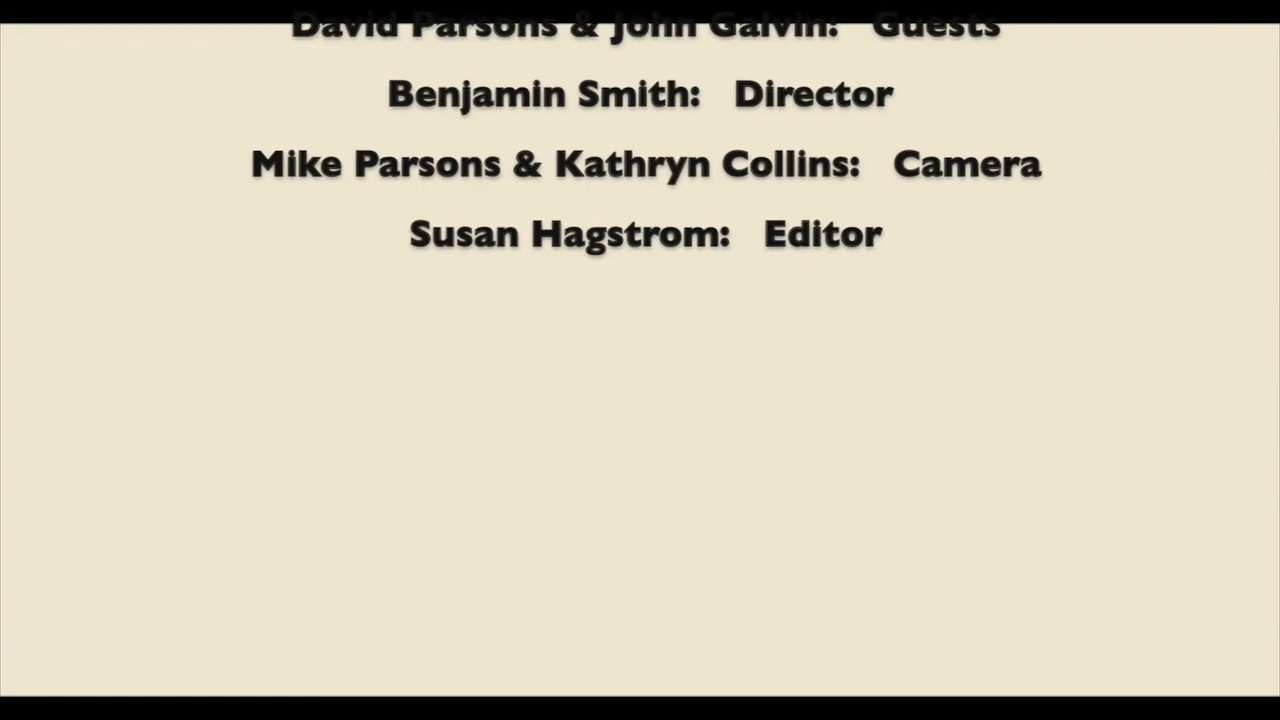 David Parsons & John Galvin: Guests
Benjamin Smith: Director
Mike Parsons & Kathryn Collins: Camera
Susan Hagstrom: Editor